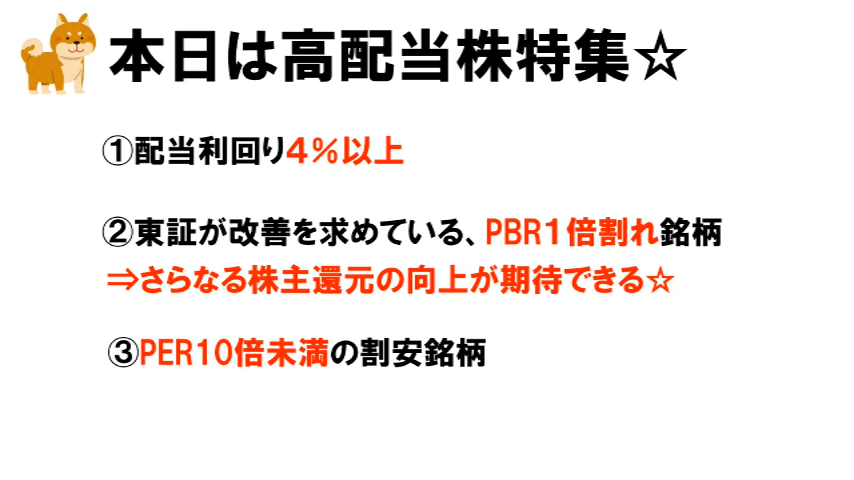 本日は高配当株特集☆
①配当利回り４％以上
②東証が改善を求めている、PBR１倍割れ銘柄
⇒さらなる株主還元の向上が期待できる☆
③PER10倍未満の割安銘柄